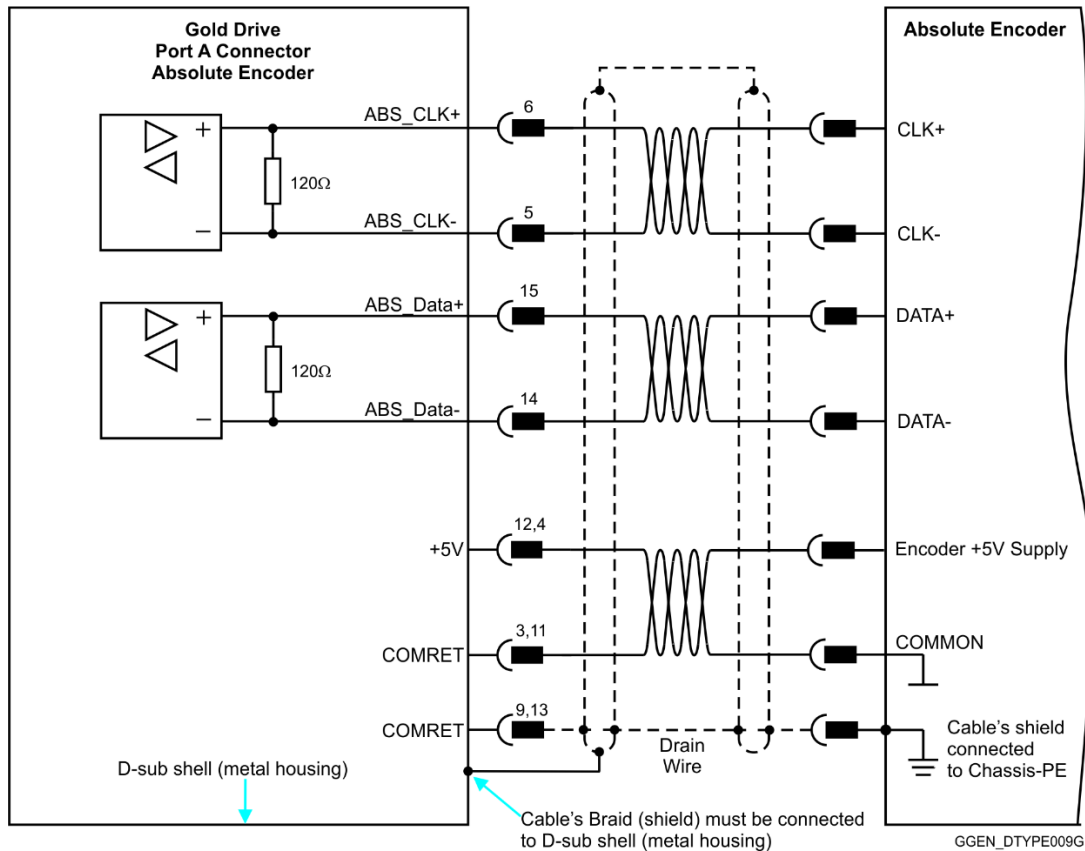 Gold Drive
Port A Connector
Absolute Encoder
Absolute Encoder
ABS_CLK+
6
+
CLK+
120Ω
ABS_CLK-
5
–
CLK-
ABS_Data+
15
+
DATA+
120Ω
ABS_Data-
14
–
DATA-
+5V
12,4
Encoder +5V Supply
COMRET
3,11
COMMON
COMRET
9,13
Drain
Wire
Cable's shield
connected
to Chassis-PE
D-sub shell (metal housing)
Cable's Braid (shield) must be connected
to D-sub shell (metal housing)
GGEN_DTYPE009G